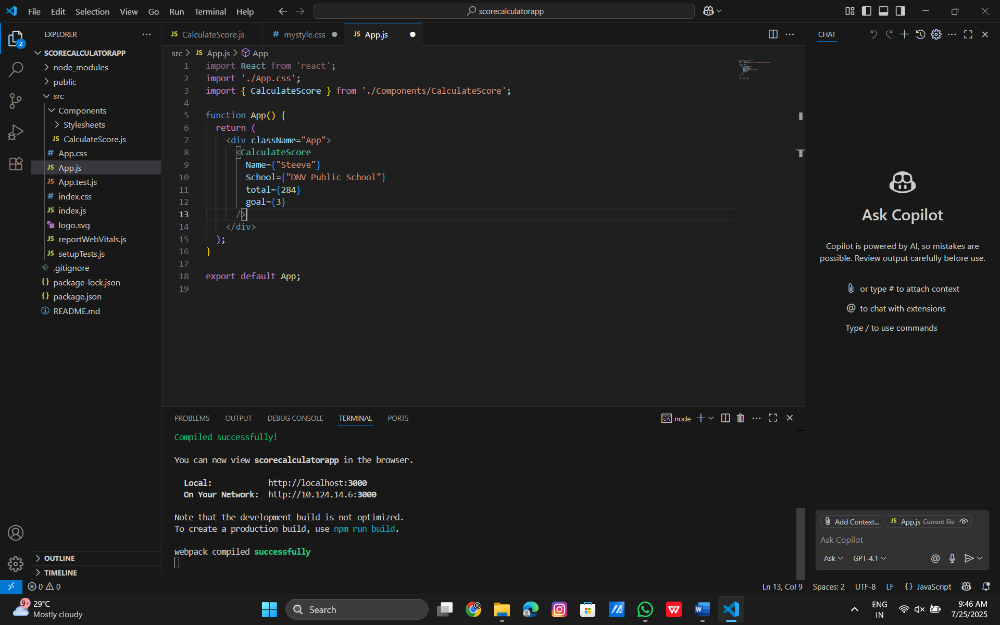 File Edit Selection View Go Run Terminal Help
scorecalculatorapp
EXPLORER
2
SCORECALCULATORAPP
node_modules
public
src
Components
Stylesheets
JS CalculateScore.js
# App.css
JS App.js
JS App.test.js
# index.css
JS index.js
logo.svg
JS reportWebVitals.js
JS setupTests.js
.gitignore
{} package-lock.json
{} package.json
README.md
OUTLINE
TIMELINE
JS CalculateScore.js
# mystyle.css
JS App.js
src > JS App.js > App
1 import React from 'react';
2 import './App.css';
3 import { CalculateScore } from './Components/CalculateScore';
4
5 function App() {
6 return (
7 <div className="App">
8 <CalculateScore
9 Name={"Steeve"}
10 School={"DNV Public School"}
11 total={284}
12 goal={3}
13 />
14 </div>
15 );
16 }
17
18 export default App;
19
PROBLEMS OUTPUT DEBUG CONSOLE TERMINAL PORTS
node
Compiled successfully!
You can now view scorecalculatorapp in the browser.
Local: http://localhost:3000
On Your Network: http://10.124.14.6:3000
Note that the development build is not optimized.
To create a production build, use npm run build.
webpack compiled successfully
CHAT
Ask Copilot
Copilot is powered by AI, so mistakes are
possible. Review output carefully before use.
or type # to attach context
@ to chat with extensions
Type / to use commands
Add Context...
JS App.js Current file
Ask Copilot
Ask
GPT-4.1
0 0
Ln 13, Col 9
Spaces: 2
UTF-8
LF
{} JavaScript
9+
29°C
Mostly cloudy
Search
ENG
IN
9:46 AM
7/25/2025